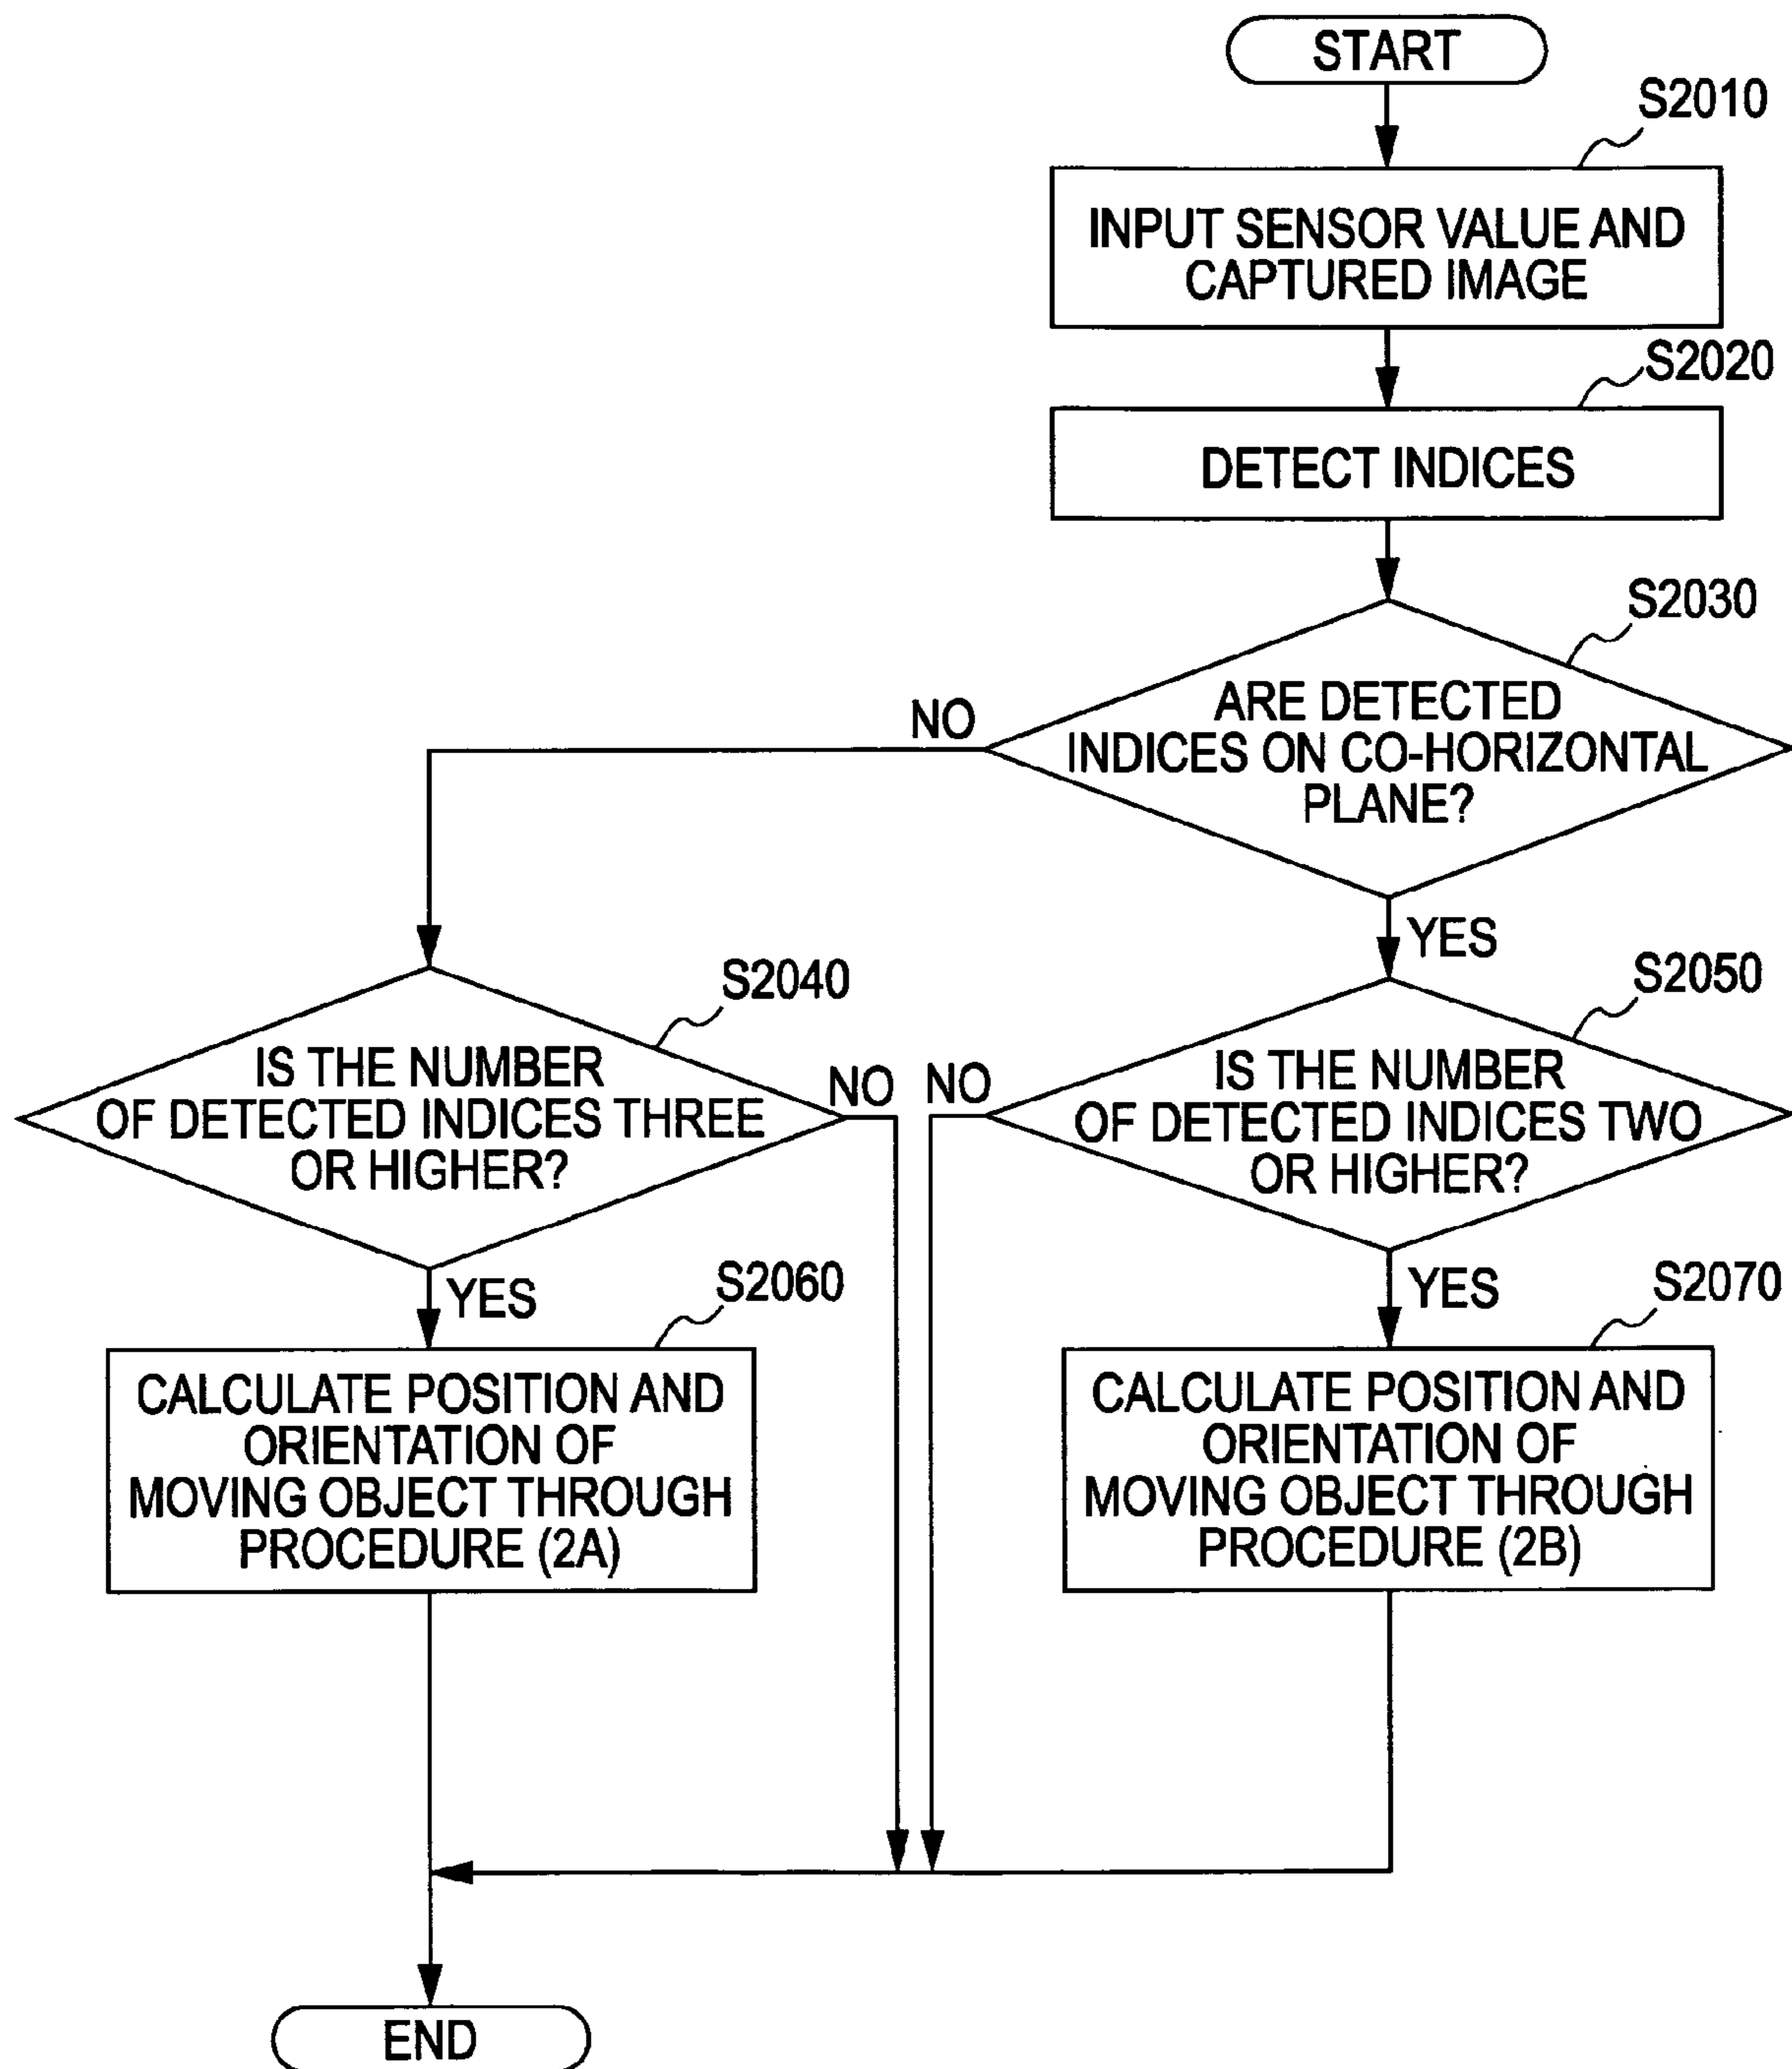 START
S2010
INPUT SENSOR VALUE AND
CAPTURED IMAGE
S2020
DETECT INDICES
S2030
ARE DETECTED
INDICES ON CO-HORIZONTAL
PLANE?
NO
YES
S2040
IS THE NUMBER
OF DETECTED INDICES THREE
OR HIGHER?
NO
YES
S2050
IS THE NUMBER
OF DETECTED INDICES TWO
OR HIGHER?
NO
YES
S2060
CALCULATE POSITION AND
ORIENTATION OF
MOVING OBJECT THROUGH
PROCEDURE (2A)
S2070
CALCULATE POSITION AND
ORIENTATION OF
MOVING OBJECT THROUGH
PROCEDURE (2B)
END